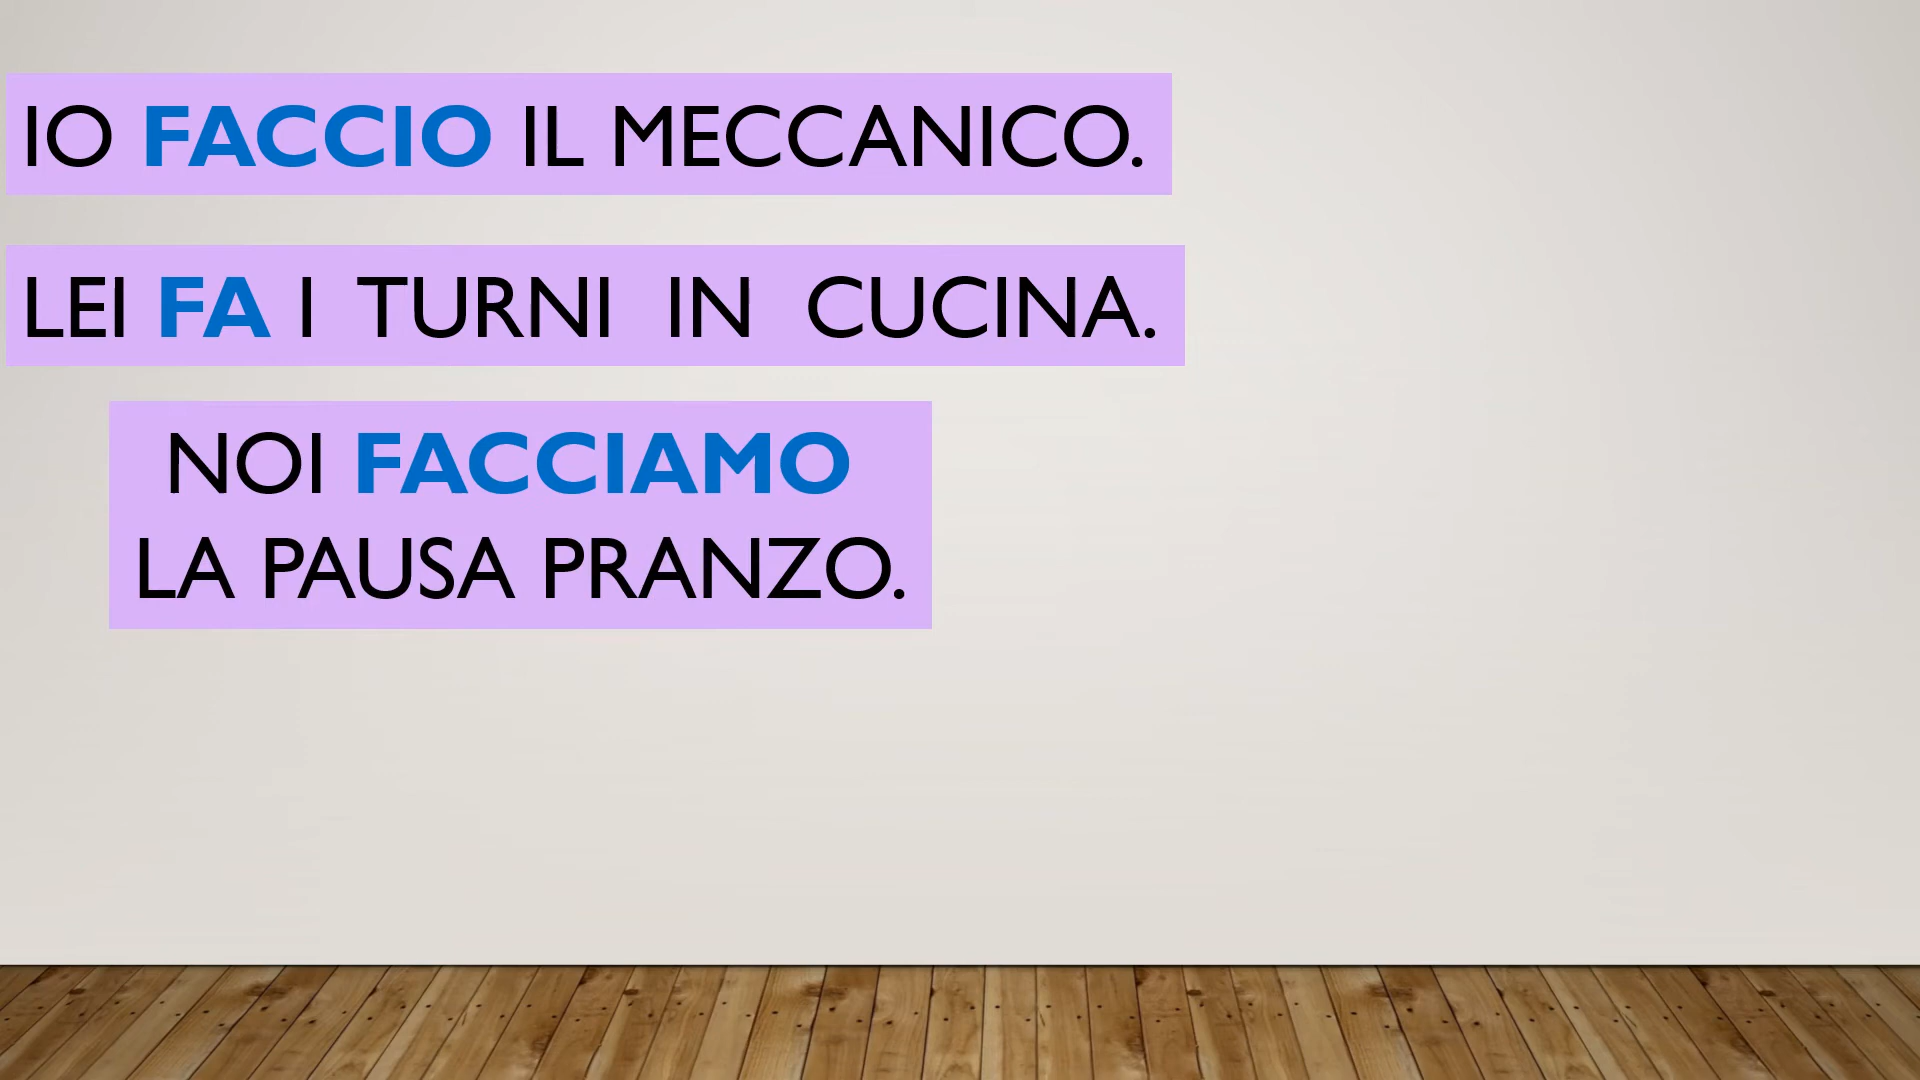 IO FACCIO IL MECCANICO.
LEI FA I TURNI IN CUCINA.
NOI FACCIAMO
LA PAUSA PRANZO.